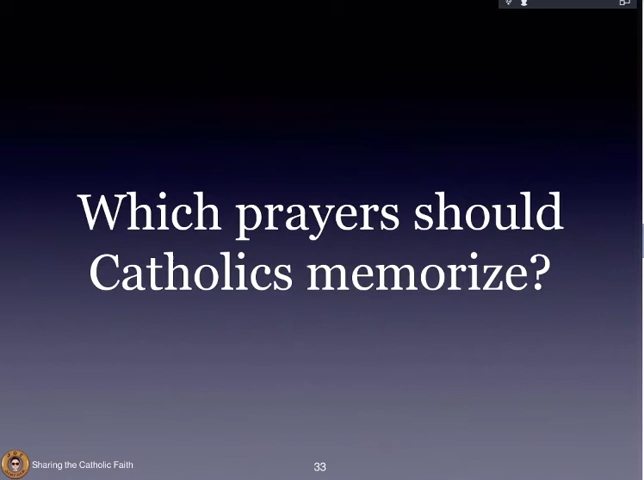 Which prayers should
Catholics memorize?
Sharing the Catholic Faith
33